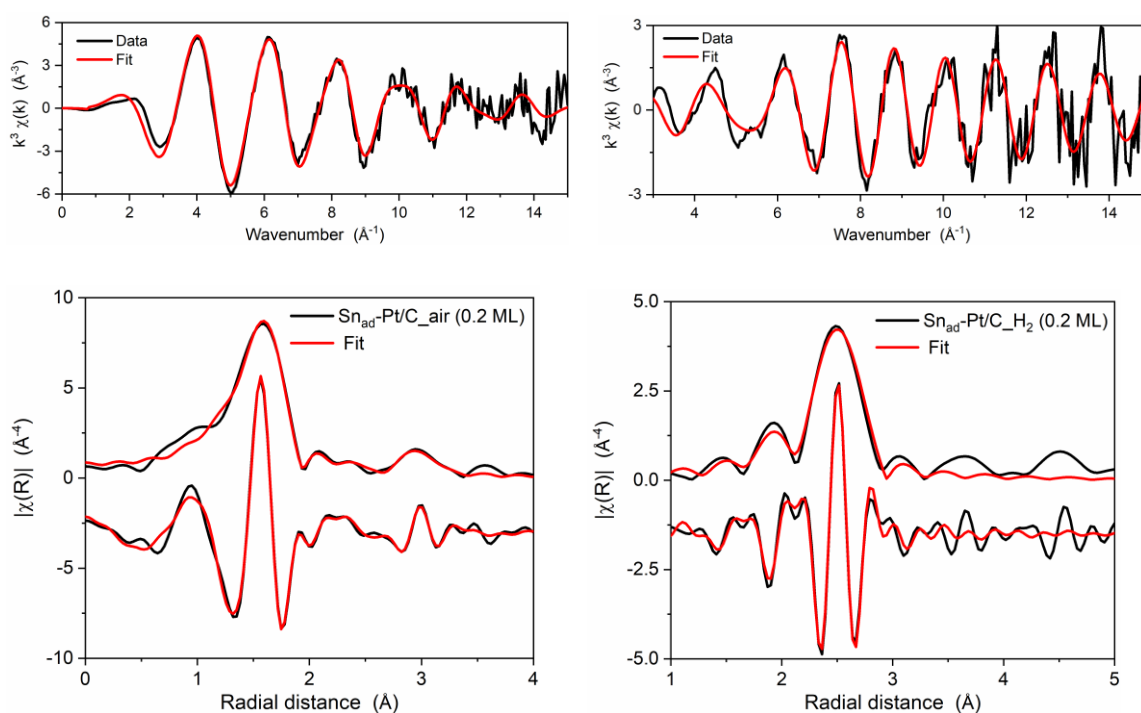 Data
Fit
k³ χ(k) (Å⁻³)
6
3
0
-3
-6
0 2 4 6 8 10 12 14
Wavenumber (Å⁻¹)
Data
Fit
k³ χ(k) (Å⁻³)
3
0
-3
4 6 8 10 12 14
Wavenumber (Å⁻¹)
Sn_ad-Pt/C_air (0.2 ML)
Fit
|χ(R)| (Å⁻⁴)
10
5
0
-5
-10
0 1 2 3 4
Radial distance (Å)
Sn_ad-Pt/C_H₂ (0.2 ML)
Fit
|χ(R)| (Å⁻⁴)
5.0
2.5
0.0
-2.5
-5.0
1 2 3 4 5
Radial distance (Å)